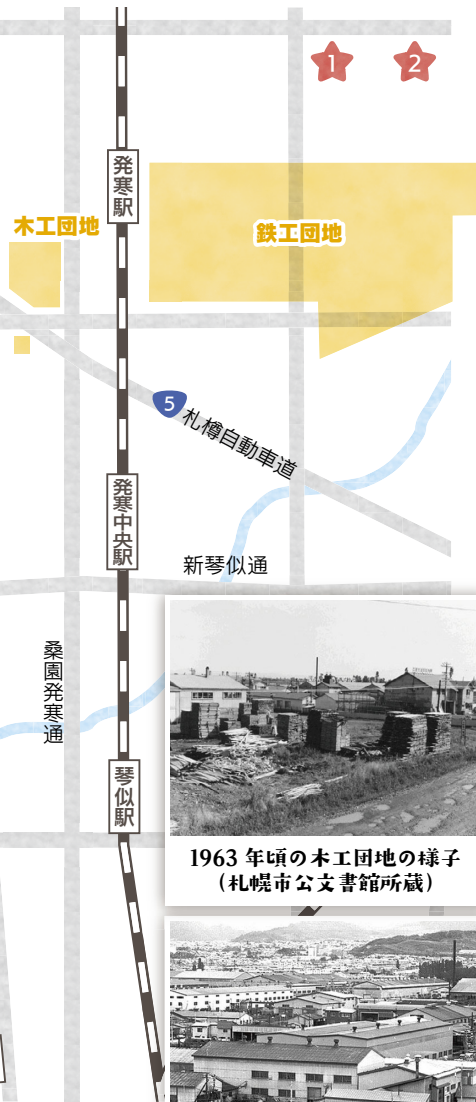 1
2
発寒駅
木工団地
鉄工団地
5
札樽自動車道
発寒中央駅
新琴似通
桑園発寒通
琴似駅
1963 年頃の木工団地の様子
（札幌市公文書館所蔵）